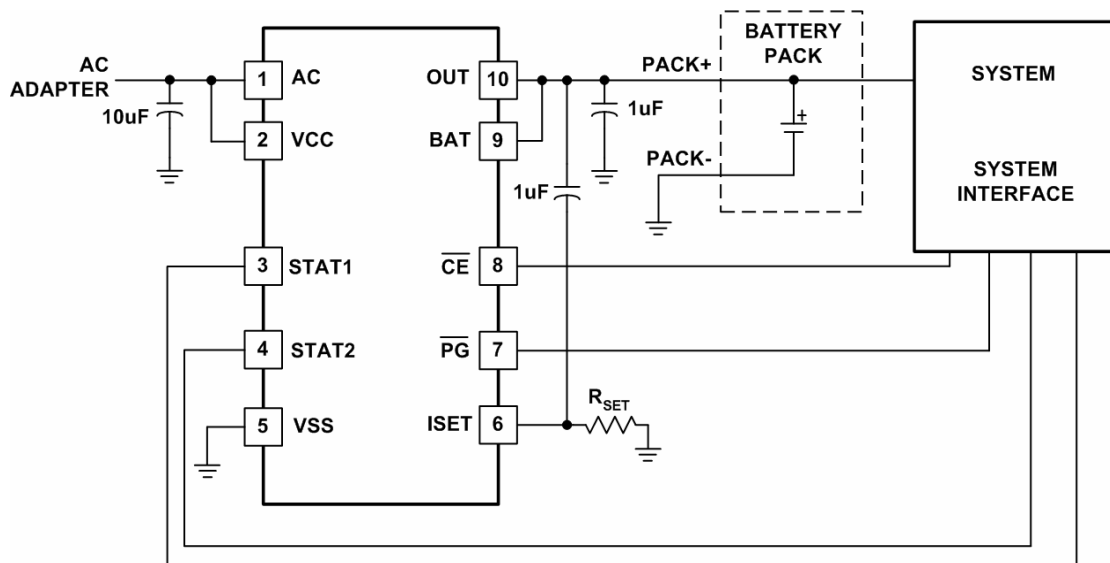 AC
ADAPTER
10uF
1 AC
2 VCC
3 STAT1
4 STAT2
5 VSS
OUT 10
BAT 9
CE 8
PG 7
ISET 6
1uF
1uF
RSET
PACK+
PACK-
BATTERY
PACK
+
SYSTEM
SYSTEM
INTERFACE